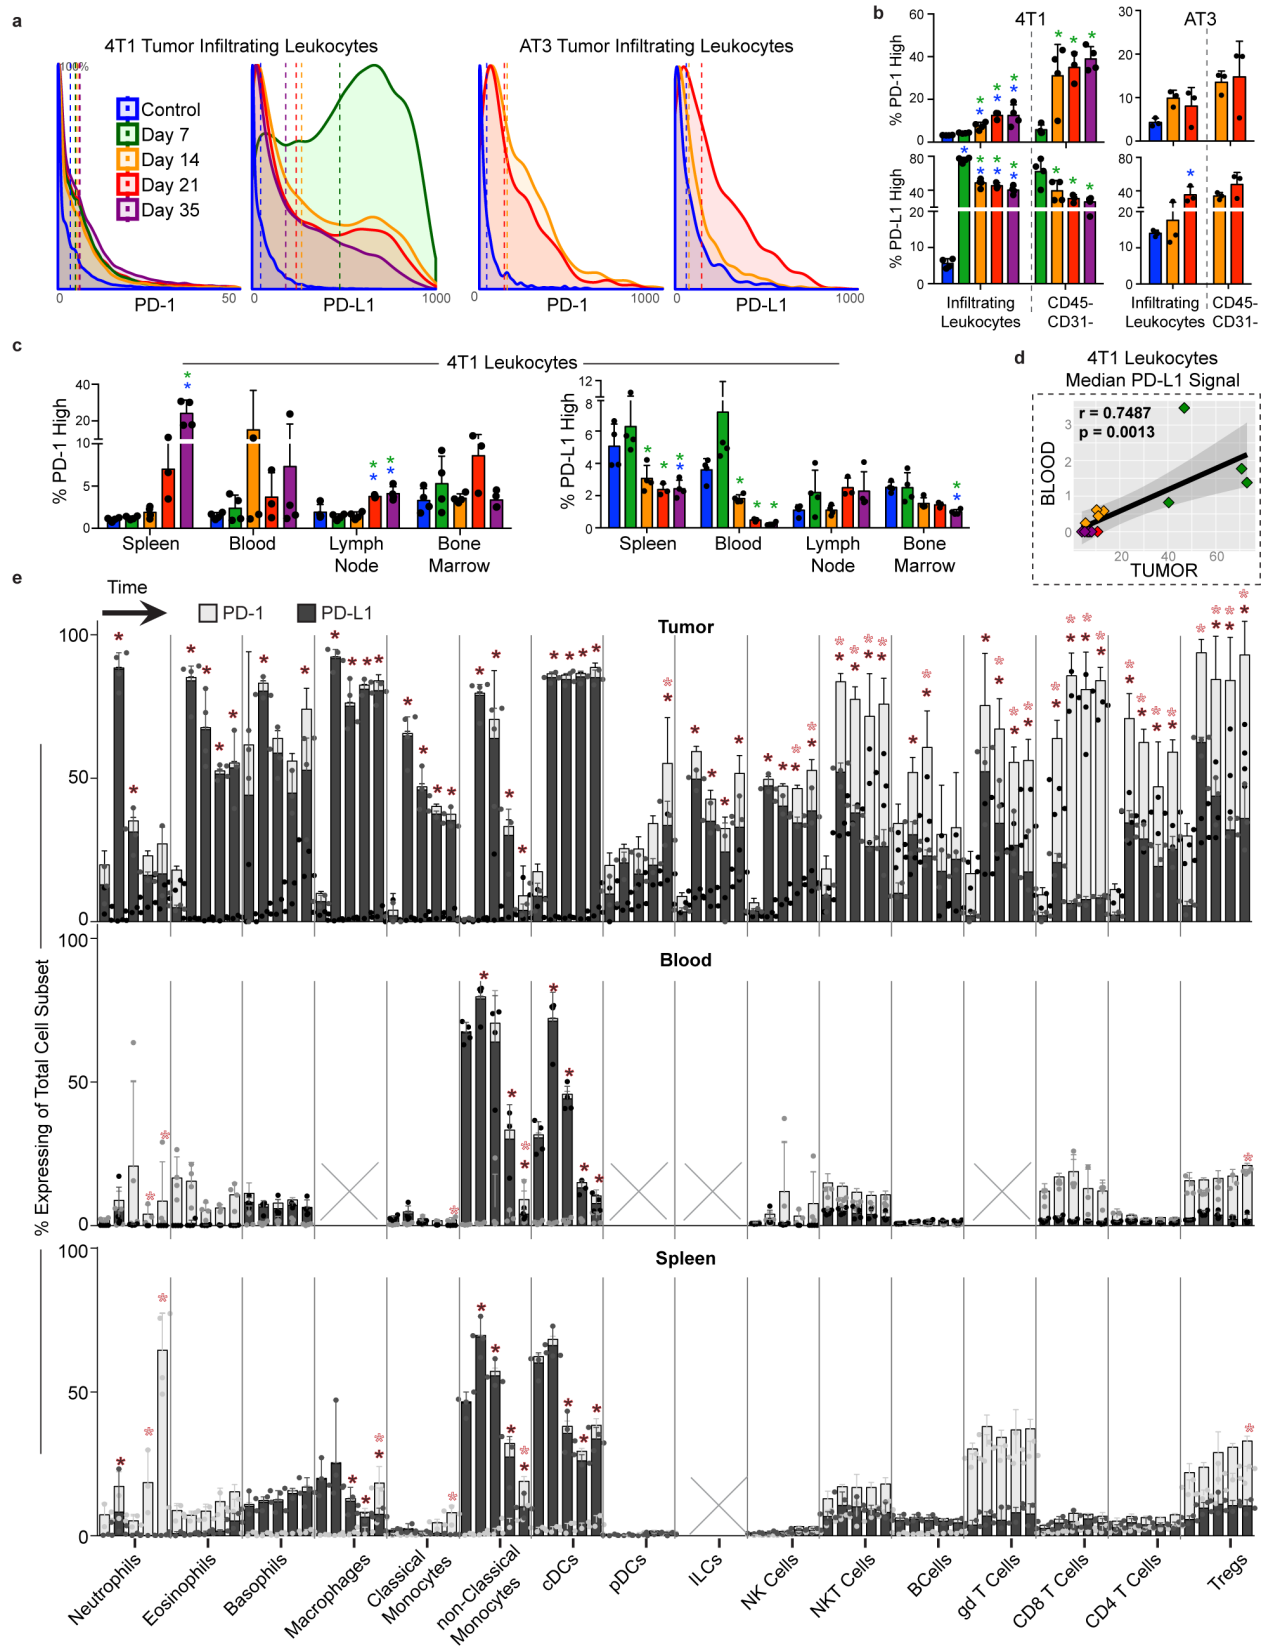 a
4T1 Tumor Infiltrating Leukocytes
AT3 Tumor Infiltrating Leukocytes
100%
Control
Day 7
Day 14
Day 21
Day 35
0 50
PD-1
0 1000
PD-L1
0 1000
PD-1
0 1000
PD-L1
b
4T1
AT3
% PD-1 High
60
40
20
0
30
20
10
0
% PD-L1 High
80
40
20
10
0
80
40
20
10
0
Infiltrating
Leukocytes
CD45-
CD31-
Infiltrating
Leukocytes
CD45-
CD31-
c
4T1 Leukocytes
% PD-1 High
40
20
10
5
0
Spleen
Blood
Lymph
Node
Bone
Marrow
% PD-L1 High
12
8
6
4
2
0
Spleen
Blood
Lymph
Node
Bone
Marrow
d
4T1 Leukocytes
Median PD-L1 Signal
r = 0.7487
p = 0.0013
BLOOD
3
2
1
0
20 40 60
TUMOR
e
Time
PD-1
PD-L1
% Expressing of Total Cell Subset
Tumor
100
50
0
Blood
100
50
0
Spleen
100
50
0
Neutrophils
Eosinophils
Basophils
Macrophages
Classical
Monocytes
non-Classical
Monocytes
cDCs
pDCs
ILCs
NK Cells
NKT Cells
BCells
gd T Cells
CD8 T Cells
CD4 T Cells
Tregs